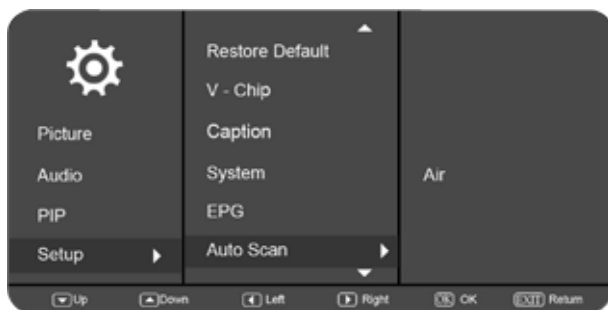 Restore Default
V - Chip
Picture
Caption
Audio
System
Air
PIP
EPG
Setup
Auto Scan
Up
Down
Left
Right
OK OK
EXIT Return